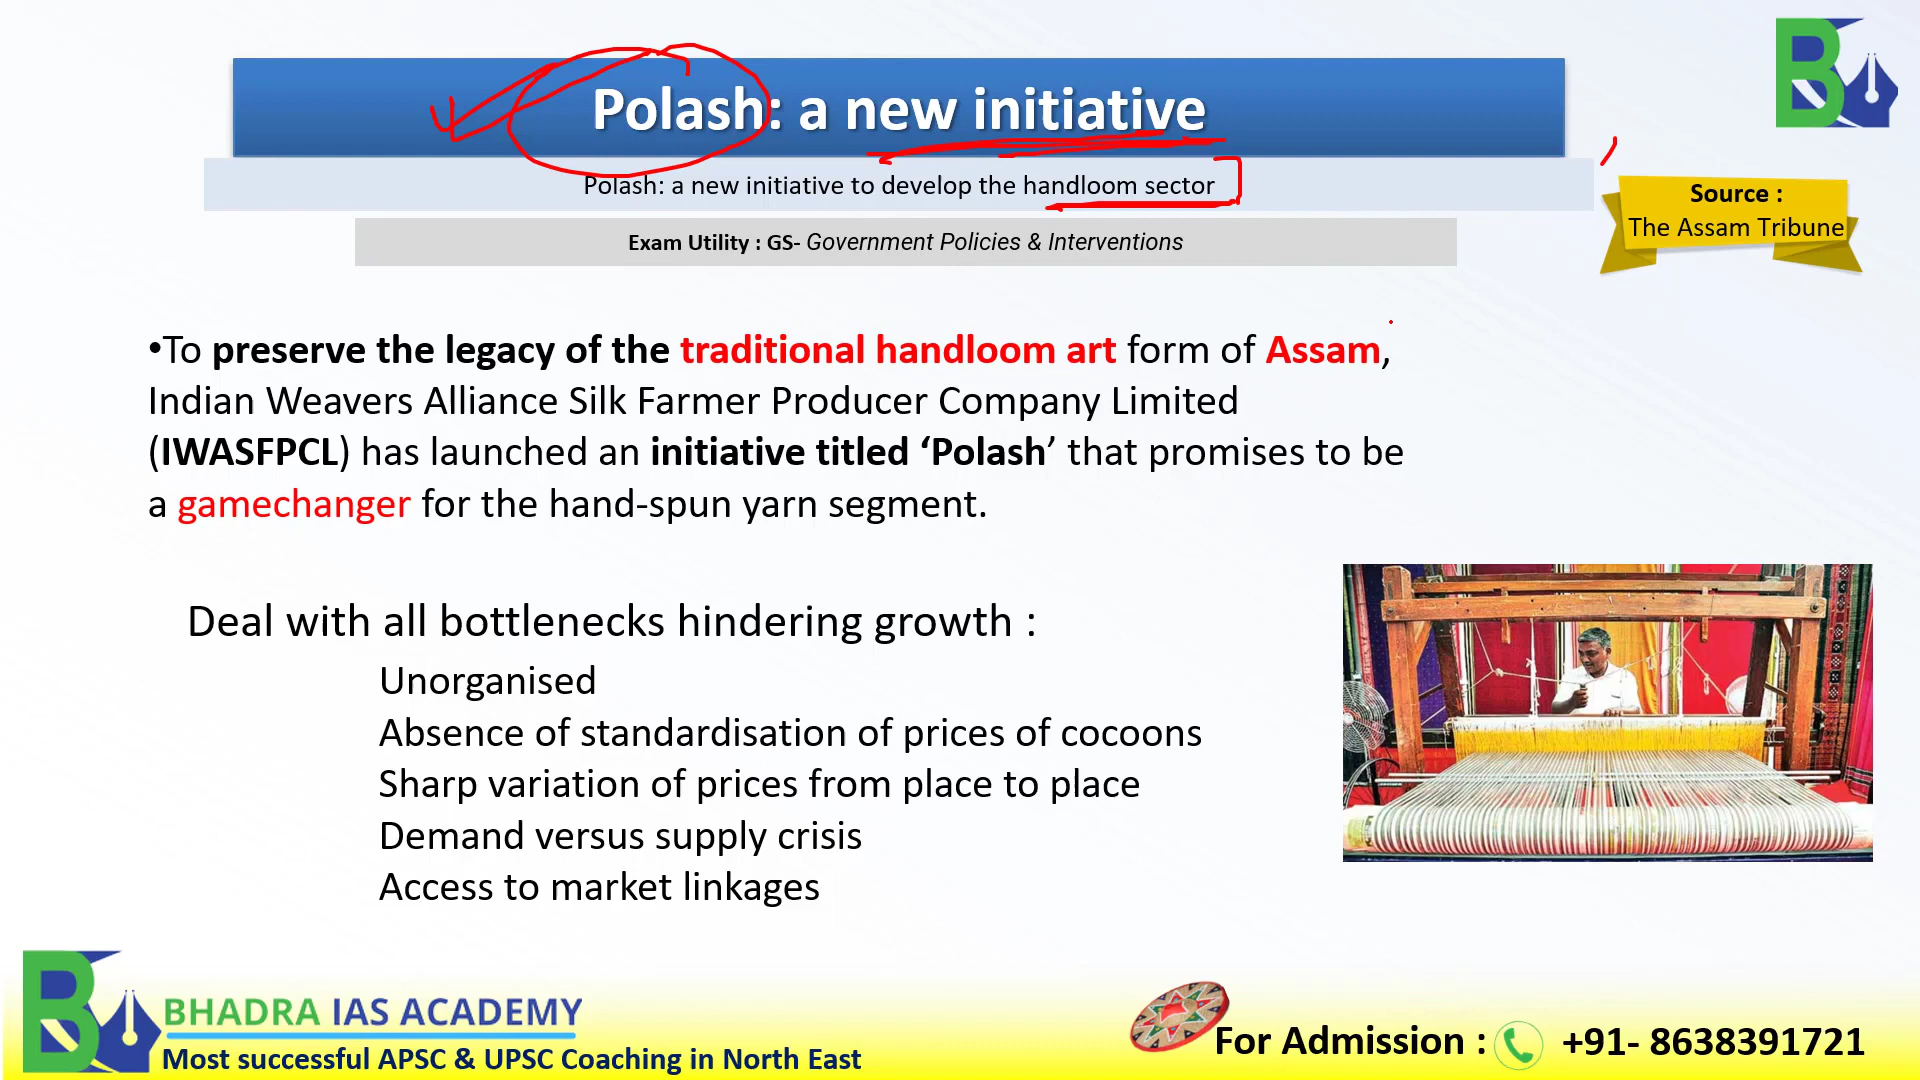 Polash: a new initiative
Polash: a new initiative to develop the handloom sector
Exam Utility : GS- Government Policies & Interventions
Source :
The Assam Tribune
•To preserve the legacy of the traditional handloom art form of Assam,
Indian Weavers Alliance Silk Farmer Producer Company Limited
(IWASFPCL) has launched an initiative titled ‘Polash’ that promises to be
a gamechanger for the hand-spun yarn segment.
Deal with all bottlenecks hindering growth :
Unorganised
Absence of standardisation of prices of cocoons
Sharp variation of prices from place to place
Demand versus supply crisis
Access to market linkages
BHADRA IAS ACADEMY
Most successful APSC & UPSC Coaching in North East
For Admission : +91- 8638391721